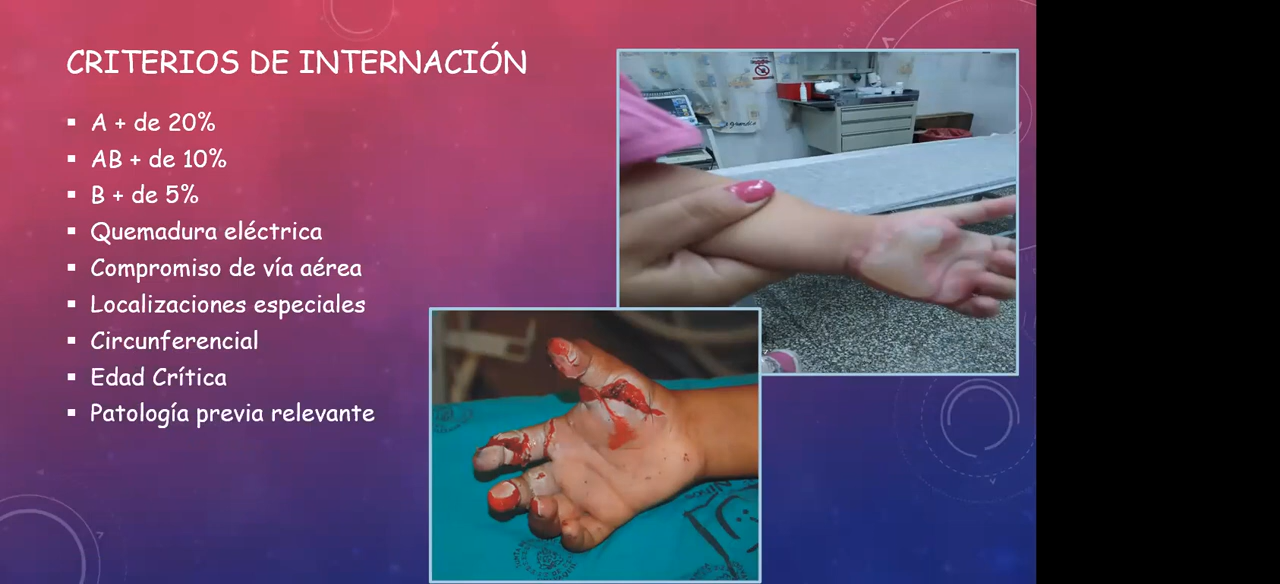 CRITERIOS DE INTERNACIÓN
▪ A + de 20%
▪ AB + de 10%
▪ B + de 5%
▪ Quemadura eléctrica
▪ Compromiso de vía aérea
▪ Localizaciones especiales
▪ Circunferencial
▪ Edad Crítica
▪ Patología previa relevante